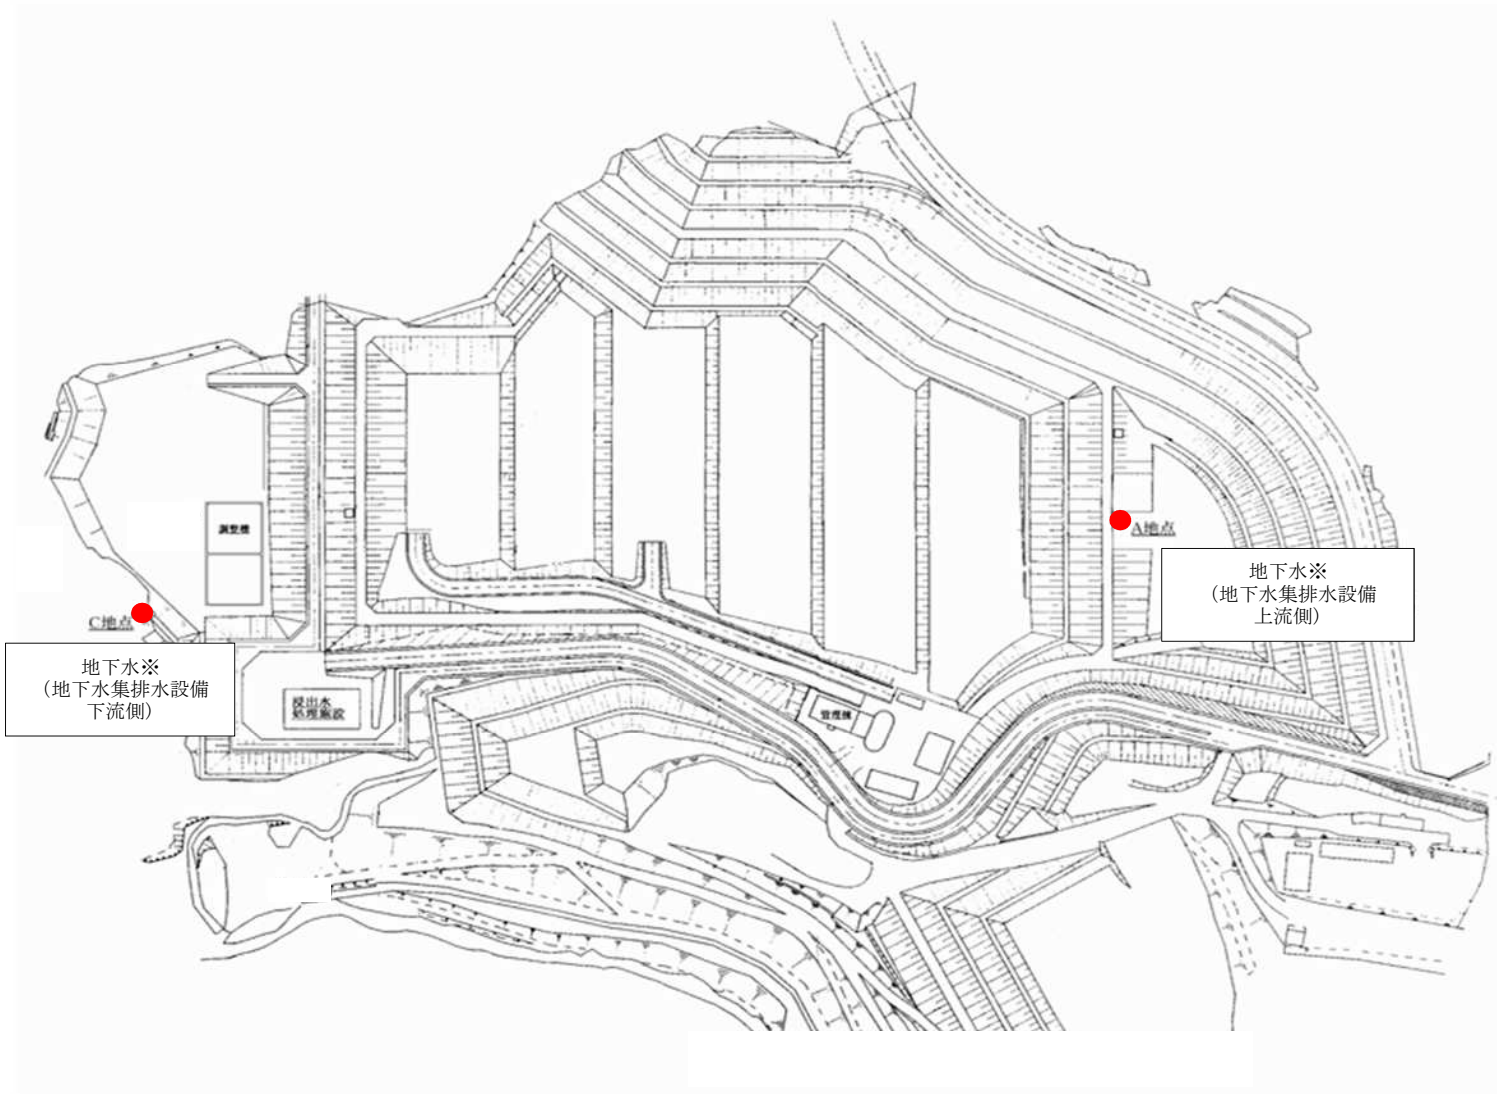 調整槽
A地点
地下水※
（地下水集排水設備
上流側）
C地点
地下水※
（地下水集排水設備
下流側）
浸出水
処理施設
管理棟